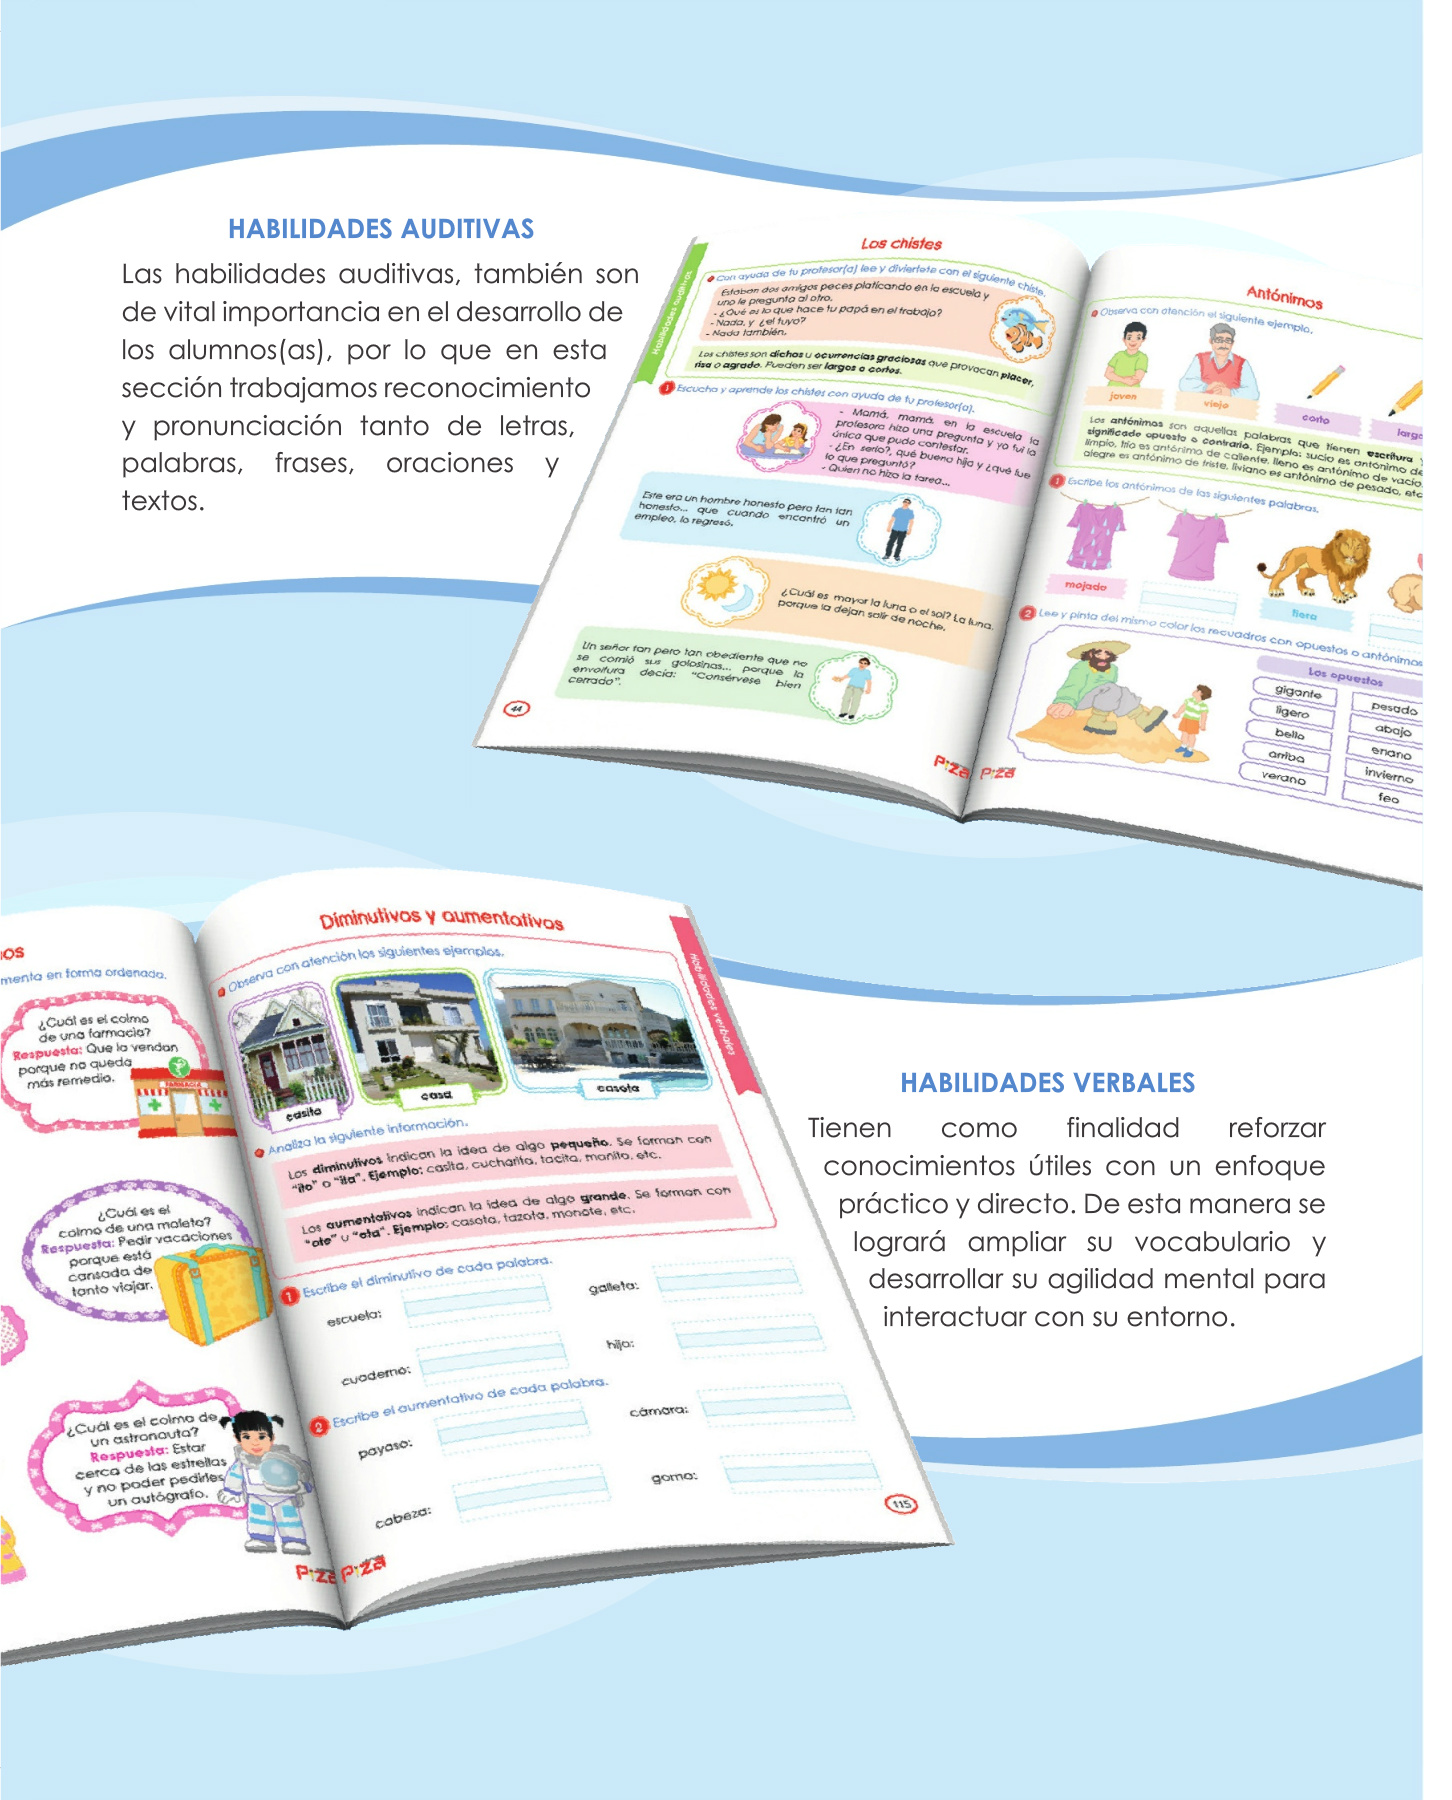 HABILIDADES AUDITIVAS
Las habilidades auditivas, también son
de vital importancia en el desarrollo de
los alumnos(as), por lo que en esta
sección trabajamos reconocimiento
y pronunciación tanto de letras,
palabras, frases, oraciones y
textos.
Habilidades auditivas
Los chistes
Con ayuda de tu profesor(a) lee y diviertete con el siguiente chiste.
Estaban dos amigos peces platicando en la escuela y
uno le pregunta al otro.
- ¿Qué es lo que hace tu papá en el trabajo?
- Nada, y ¿el tuyo?
- Nada también.
Los chistes son dichos u ocurrencias graciosas que provocan placer,
risa o agrado. Pueden ser largos o cortos.
1 Escucha y aprende los chistes con ayuda de tu profesor(a).
- Mamá, mamá, en la escuela la
profesora hizo una pregunta y yo fui la
única que pudo contestar.
- ¿En serio?, qué bueno hija y ¿qué fue
lo que preguntó?
- Quien no hizo la tarea...
Este era un hombre honesto pero tan tan
honesto... que cuando encontró un
empleo, lo regresó.
¿Cuál es mayor la luna o el sol? La luna,
porque la dejan salir de noche.
Un señor tan pero tan obediente que no
se comió sus golosinas... porque la
envoltura decía: "Consérvese bien
cerrado".
44
Piza
Antónimos
Observa con atención el siguiente ejemplo.
joven
viejo
corto
largo
Los antónimos son aquellas palabras que tienen escritura
significado opuesto o contrario. Ejemplo: sucio es antónimo de
limpio, frío es antónimo de caliente, lleno es antónimo de vacío,
alegre es antónimo de triste, liviano es antónimo de pesado, etc
1 Escribe los antónimos de las siguientes palabras.
mojado
fiera
2 Lee y pinta del mismo color los recuadros con opuestos o antónimos
Los opuestos
gigante
pesado
ligero
abajo
bello
enano
arriba
invierno
verano
feo
Piza
os
menta en forma ordenada.
¿Cuál es el colmo
de una farmacia?
Respuesta: Que la vendan
porque no queda
más remedio.
FARMACIA
¿Cuál es el
colmo de una maleta?
Respuesta: Pedir vacaciones
porque está
cansada de
tanto viajar.
¿Cuál es el colmo de
un astronauta?
Respuesta: Estar
cerca de las estrellas
y no poder pedirles
un autógrafo.
Piza
Diminutivos y aumentativos
Habilidades verbales
Observa con atención los siguientes ejemplos.
casita
casa
casota
Analiza la siguiente información.
Los diminutivos indican la idea de algo pequeño. Se forman con
"ito" o "ita". Ejemplo: casita, cucharita, tacita, monito, etc.
Los aumentativos indican la idea de algo grande. Se forman con
"ote" u "ota". Ejemplo: casota, tazota, monote, etc.
1 Escribe el diminutivo de cada palabra.
escuela:
galleta:
cuaderno:
hijo:
2 Escribe el aumentativo de cada palabra.
payaso:
cámara:
cabeza:
goma:
115
Piza
HABILIDADES VERBALES
Tienen como finalidad reforzar
conocimientos útiles con un enfoque
práctico y directo. De esta manera se
logrará ampliar su vocabulario y
desarrollar su agilidad mental para
interactuar con su entorno.